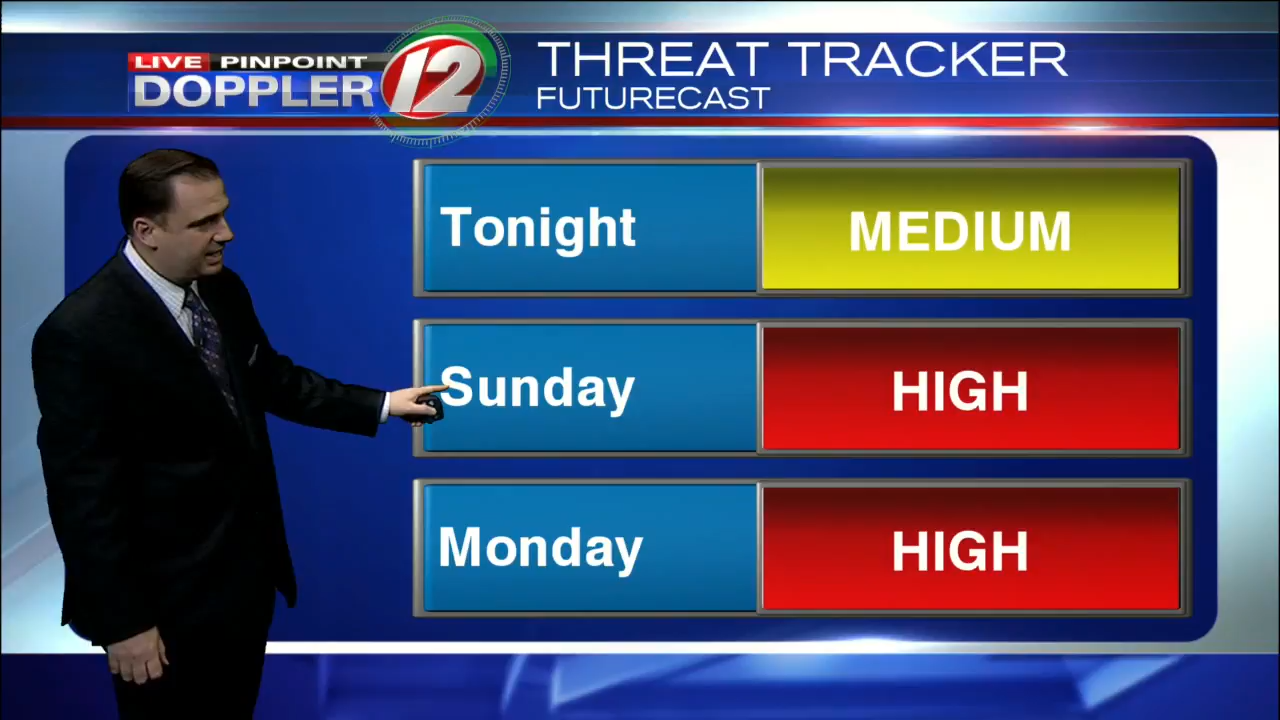 LIVE PINPOINT
DOPPLER 12
THREAT TRACKER
FUTURECAST
Tonight MEDIUM
Sunday HIGH
Monday HIGH